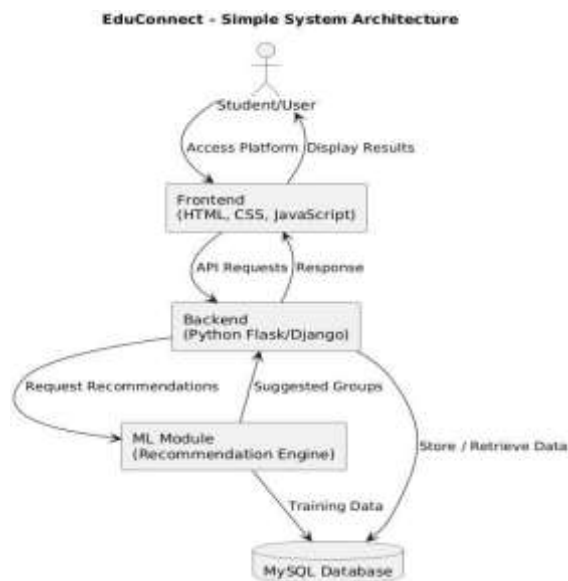 EduConnect - Simple System Architecture
Student/User
Access Platform
Display Results
Frontend
(HTML, CSS, JavaScript)
API Requests
Response
Backend
(Python Flask/Django)
Request Recommendations
Suggested Groups
ML Module
(Recommendation Engine)
Store / Retrieve Data
Training Data
MySQL Database